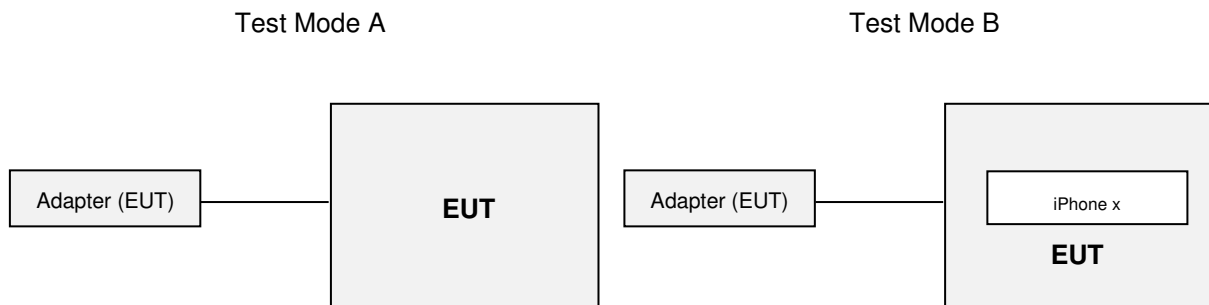 Test Mode A
Test Mode B
Adapter (EUT)
EUT
Adapter (EUT)
iPhone x
EUT